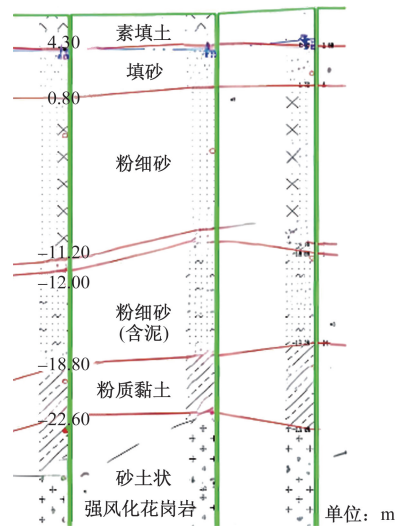 素填土
4.30
填砂
0.80
粉细砂
-11.20
-12.00
粉细砂
(含泥)
-18.80
粉质黏土
-22.60
砂土状
强风化花岗岩
单位：m